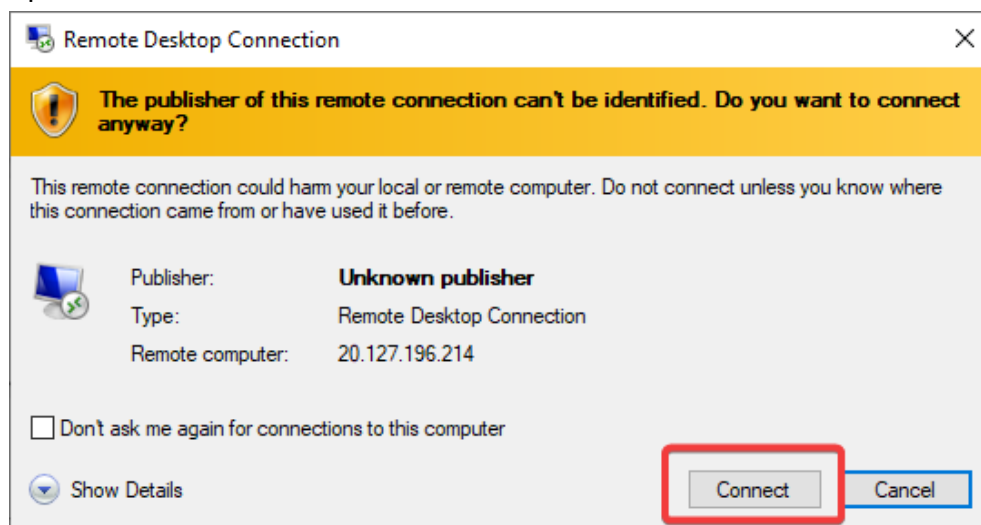 Remote Desktop Connection
The publisher of this remote connection can't be identified. Do you want to connect
anyway?
This remote connection could harm your local or remote computer. Do not connect unless you know where
this connection came from or have used it before.
Publisher: Unknown publisher
Type: Remote Desktop Connection
Remote computer: 20.127.196.214
Don't ask me again for connections to this computer
Show Details Connect Cancel